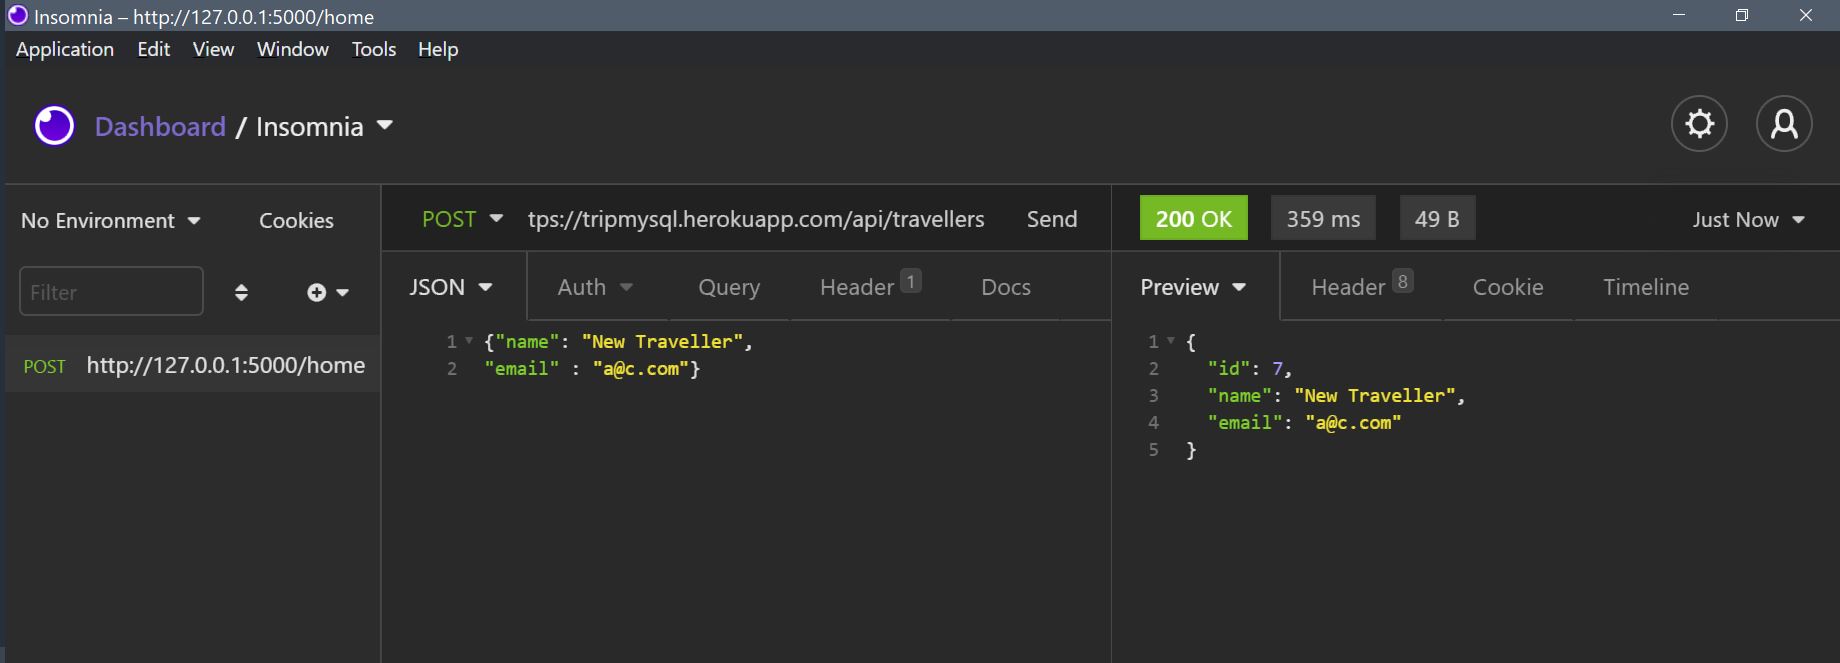 Insomnia – http://127.0.0.1:5000/home
Application Edit View Window Tools Help
Dashboard / Insomnia
No Environment Cookies
Filter
POST http://127.0.0.1:5000/home
POST tps://tripmysql.herokuapp.com/api/travellers Send
JSON Auth Query Header 1 Docs
1 {"name": "New Traveller",
2 "email" : "a@c.com"}
200 OK 359 ms 49 B Just Now
Preview Header 8 Cookie Timeline
1 {
2 "id": 7,
3 "name": "New Traveller",
4 "email": "a@c.com"
5 }